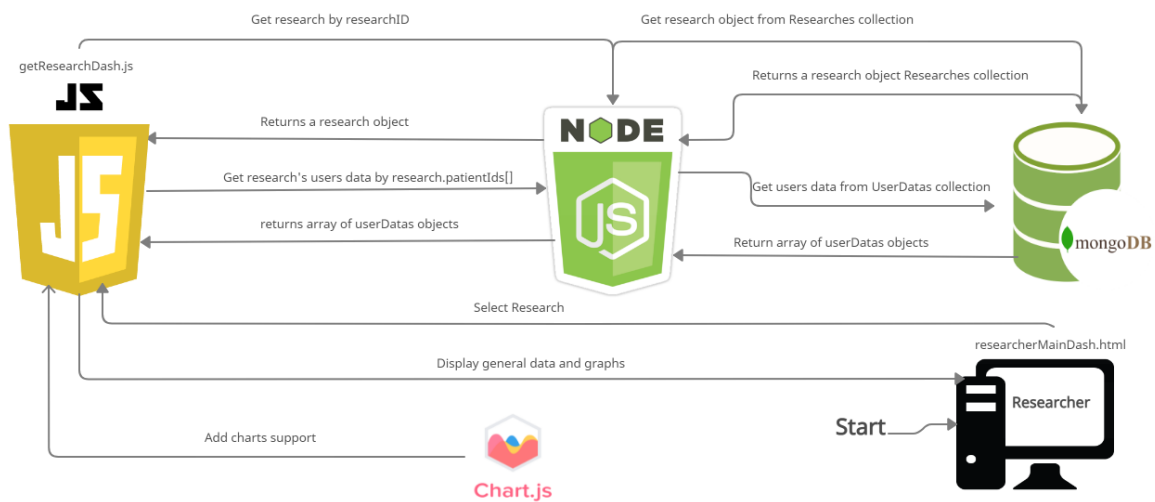 Get research by researchID
Get research object from Researches collection
getResearchDash.js
JS
Returns a research object Researches collection
Returns a research object
NODE
JS
Get research's users data by research.patientIds[]
Get users data from UserDatas collection
JS
returns array of userDatas objects
Return array of userDatas objects
mongoDB
Select Research
researcherMainDash.html
Display general data and graphs
Researcher
Start
Add charts support
Chart.js